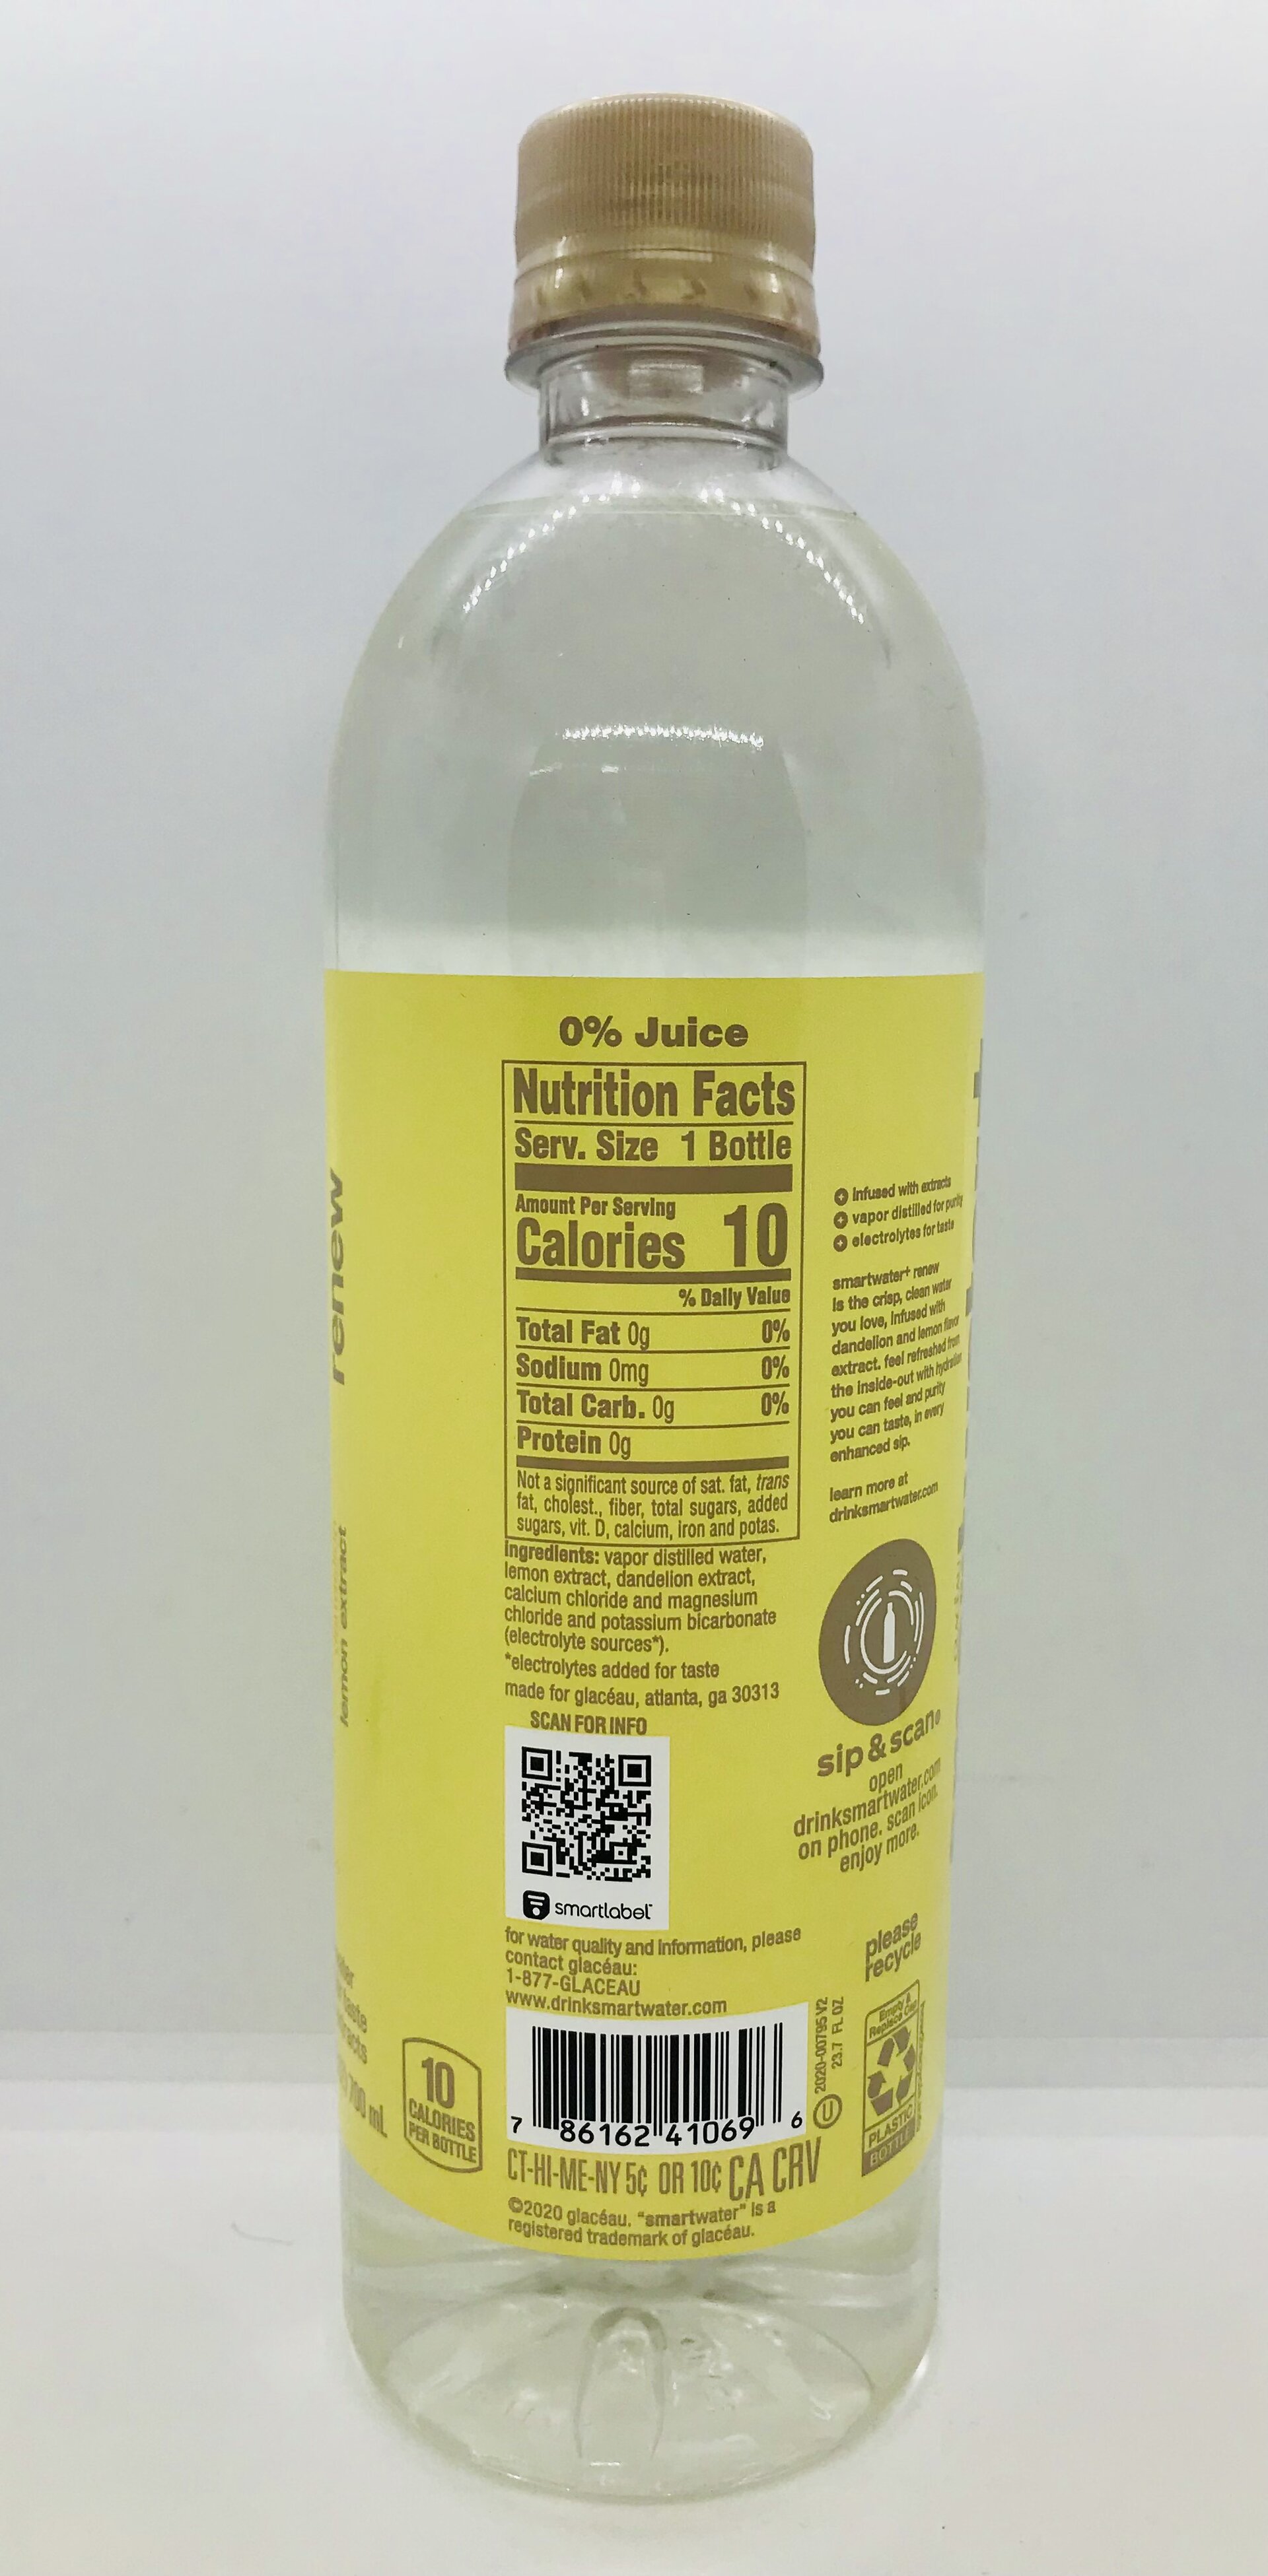 0% Juice
Nutrition Facts
Serv. Size 1 Bottle
Amount Per Serving
Calories 10
% Daily Value
Total Fat 0g 0%
Sodium 0mg 0%
Total Carb. 0g 0%
Protein 0g
Not a significant source of sat. fat, trans
fat, cholest., fiber, total sugars, added
sugars, vit. D, calcium, iron and potas.
ingredients: vapor distilled water,
lemon extract, dandelion extract,
calcium chloride and magnesium
chloride and potassium bicarbonate
(electrolyte sources*).
*electrolytes added for taste
made for glacéau, atlanta, ga 30313
SCAN FOR INFO
smartlabel™
for water quality and information, please
contact glacéau:
1-877-GLACEAU
www.drinksmartwater.com
7 86162 41069 6
CT-HI-ME-NY 5¢ OR 10¢ CA CRV
©2020 glacéau. "smartwater" is a
registered trademark of glacéau.
2020-00795 V2
23.7 FL OZ
U
infused with extracts
vapor distilled for purity
electrolytes for taste
smartwater+ renew
is the crisp, clean water
you love, infused with
dandelion and lemon flavor
extract. feel refreshed from
the inside-out with hydration
you can feel and purity
you can taste, in every
enhanced sip.
learn more at
drinksmartwater.com
sip & scan®
open
drinksmartwater.com
on phone. scan icon.
enjoy more.
please
recycle
Empty &
Replace Cap
PLASTIC
BOTTLE
renew
lemon extract
taste
700 mL
10
CALORIES
PER BOTTLE